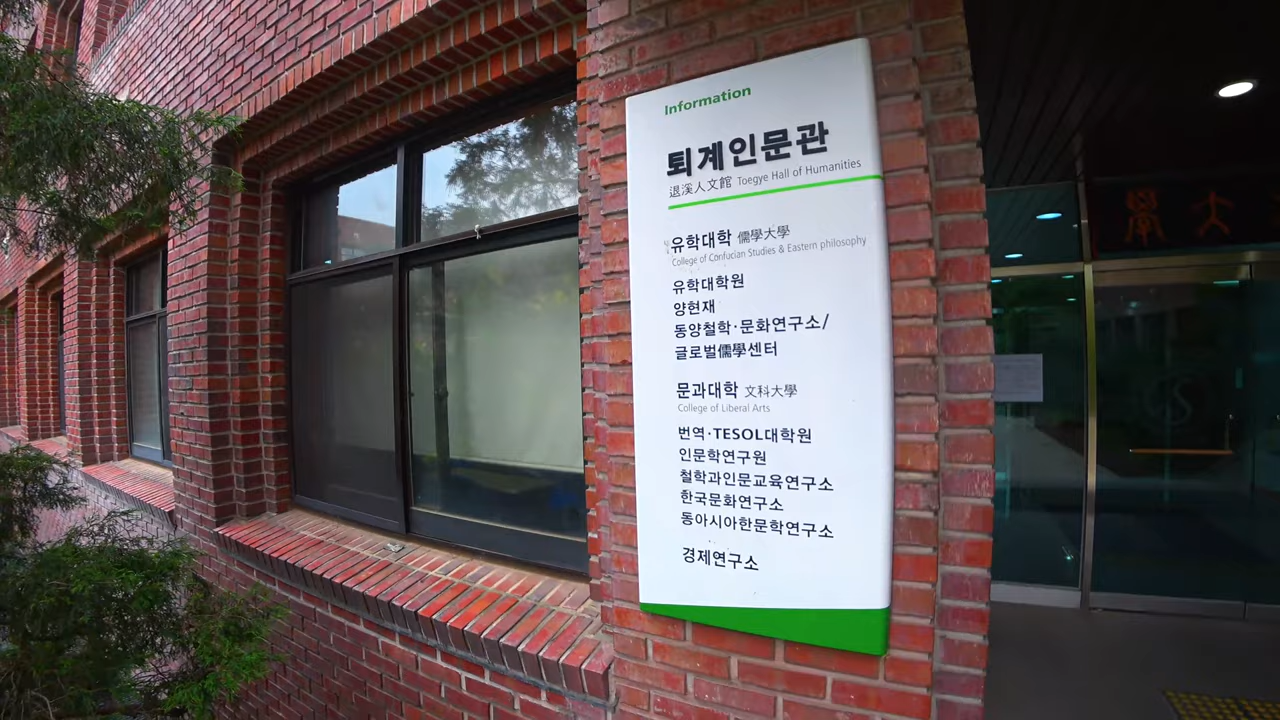 Information
퇴계인문관
退溪人文館 Toegye Hall of Humanities
유학대학 儒學大學
College of Confucian Studies & Eastern philosophy
유학대학원
양현재
동양철학·문화연구소/
글로벌儒學센터
문과대학 文科大學
College of Liberal Arts
번역·TESOL대학원
인문학연구원
철학과인문교육연구소
한국문화연구소
동아시아한문학연구소
경제연구소
學大